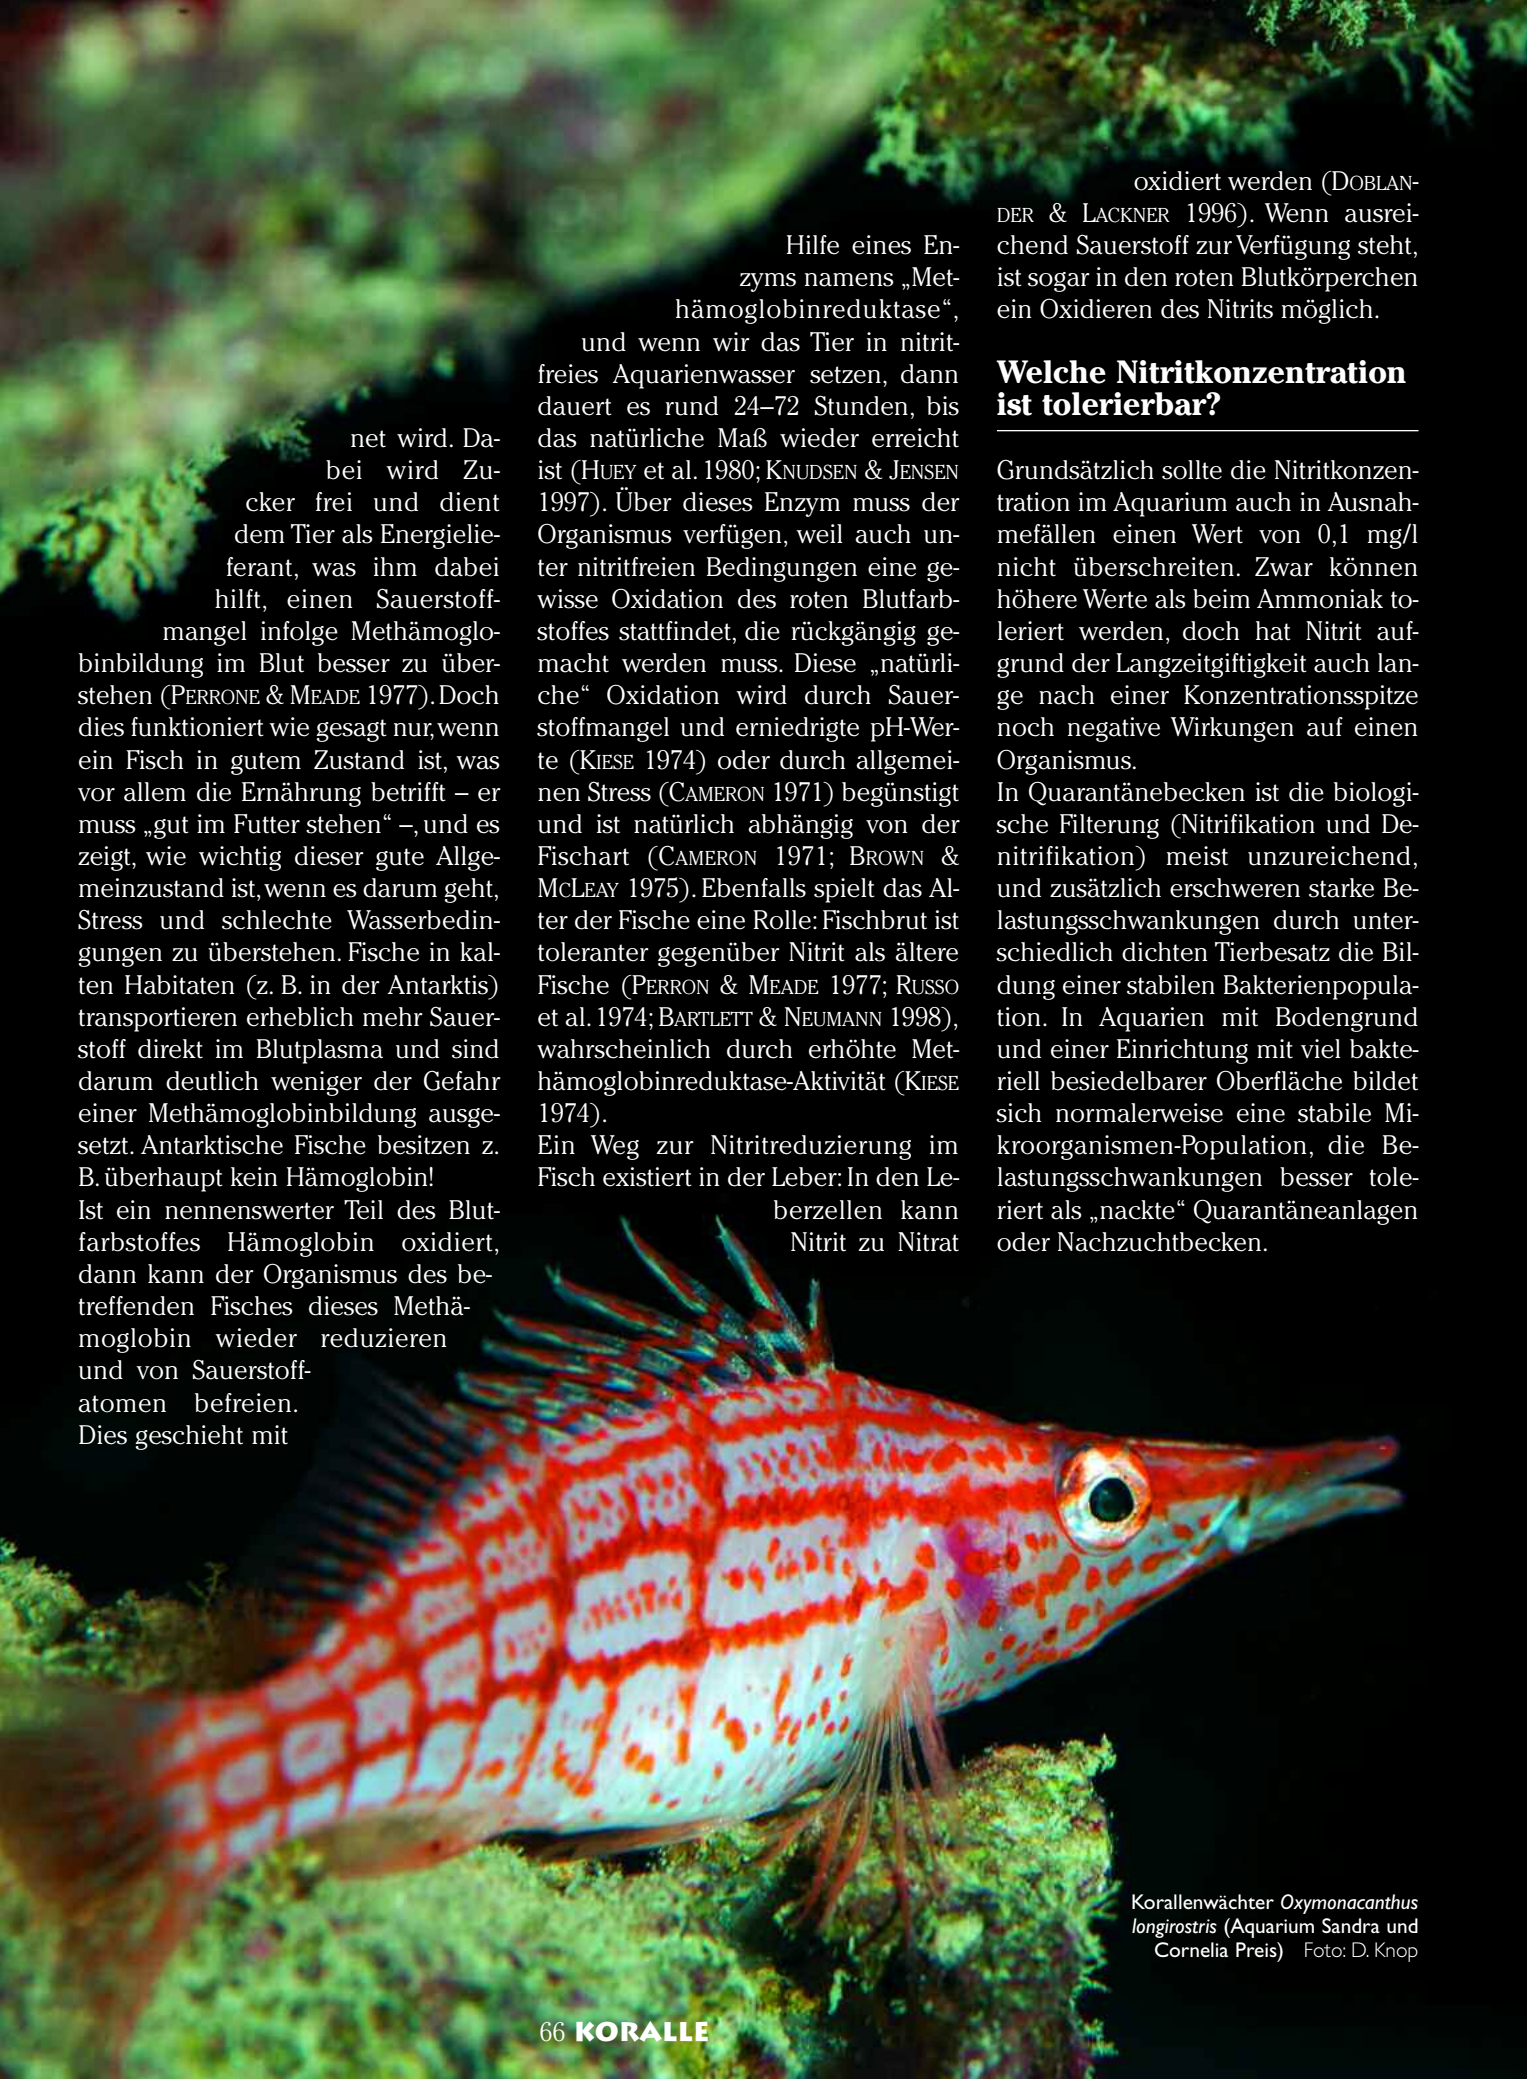 net wird. Da-
bei wird Zu-
cker frei und dient
dem Tier als Energielie-
ferant, was ihm dabei
hilft, einen Sauerstoff-
mangel infolge Methämoglo-
binbildung im Blut besser zu über-
stehen (PERRONE & MEADE 1977). Doch
dies funktioniert wie gesagt nur, wenn
ein Fisch in gutem Zustand ist, was
vor allem die Ernährung betrifft – er
muss „gut im Futter stehen“ –, und es
zeigt, wie wichtig dieser gute Allge-
meinzustand ist, wenn es darum geht,
Stress und schlechte Wasserbedin-
gungen zu überstehen. Fische in kal-
ten Habitaten (z. B. in der Antarktis)
transportieren erheblich mehr Sauer-
stoff direkt im Blutplasma und sind
darum deutlich weniger der Gefahr
einer Methämoglobinbildung ausge-
setzt. Antarktische Fische besitzen z.
B. überhaupt kein Hämoglobin!
Ist ein nennenswerter Teil des Blut-
farbstoffes Hämoglobin oxidiert,
dann kann der Organismus des be-
treffenden Fisches dieses Methä-
moglobin wieder reduzieren
und von Sauerstoff-
atomen befreien.
Dies geschieht mit
Hilfe eines En-
zyms namens „Met-
hämoglobinreduktase“,
und wenn wir das Tier in nitrit-
freies Aquarienwasser setzen, dann
dauert es rund 24–72 Stunden, bis
das natürliche Maß wieder erreicht
ist (HUEY et al. 1980; KNUDSEN & JENSEN
1997). Über dieses Enzym muss der
Organismus verfügen, weil auch un-
ter nitritfreien Bedingungen eine ge-
wisse Oxidation des roten Blutfarb-
stoffes stattfindet, die rückgängig ge-
macht werden muss. Diese „natürli-
che“ Oxidation wird durch Sauer-
stoffmangel und erniedrigte pH-Wer-
te (KIESE 1974) oder durch allgemei-
nen Stress (CAMERON 1971) begünstigt
und ist natürlich abhängig von der
Fischart (CAMERON 1971; BROWN &
MCLEAY 1975). Ebenfalls spielt das Al-
ter der Fische eine Rolle: Fischbrut ist
toleranter gegenüber Nitrit als ältere
Fische (PERRON & MEADE 1977; RUSSO
et al. 1974; BARTLETT & NEUMANN 1998),
wahrscheinlich durch erhöhte Met-
hämoglobinreduktase-Aktivität (KIESE
1974).
Ein Weg zur Nitritreduzierung im
Fisch existiert in der Leber: In den Le-
berzellen kann
Nitrit zu Nitrat
oxidiert werden (DOBLAN-
DER & LACKNER 1996). Wenn ausrei-
chend Sauerstoff zur Verfügung steht,
ist sogar in den roten Blutkörperchen
ein Oxidieren des Nitrits möglich.
Welche Nitritkonzentration
ist tolerierbar?
Grundsätzlich sollte die Nitritkonzen-
tration im Aquarium auch in Ausnah-
mefällen einen Wert von 0,1 mg/l
nicht überschreiten. Zwar können
höhere Werte als beim Ammoniak to-
leriert werden, doch hat Nitrit auf-
grund der Langzeitgiftigkeit auch lan-
ge nach einer Konzentrationsspitze
noch negative Wirkungen auf einen
Organismus.
In Quarantänebecken ist die biologi-
sche Filterung (Nitrifikation und De-
nitrifikation) meist unzureichend,
und zusätzlich erschweren starke Be-
lastungsschwankungen durch unter-
schiedlich dichten Tierbesatz die Bil-
dung einer stabilen Bakterienpopula-
tion. In Aquarien mit Bodengrund
und einer Einrichtung mit viel bakte-
riell besiedelbarer Oberfläche bildet
sich normalerweise eine stabile Mi-
kroorganismen-Population, die Be-
lastungsschwankungen besser tole-
riert als „nackte“ Quarantäneanlagen
oder Nachzuchtbecken.
Korallenwächter Oxymonacanthus
longirostris (Aquarium Sandra und
Cornelia Preis) Foto: D. Knop
66 KORALLE